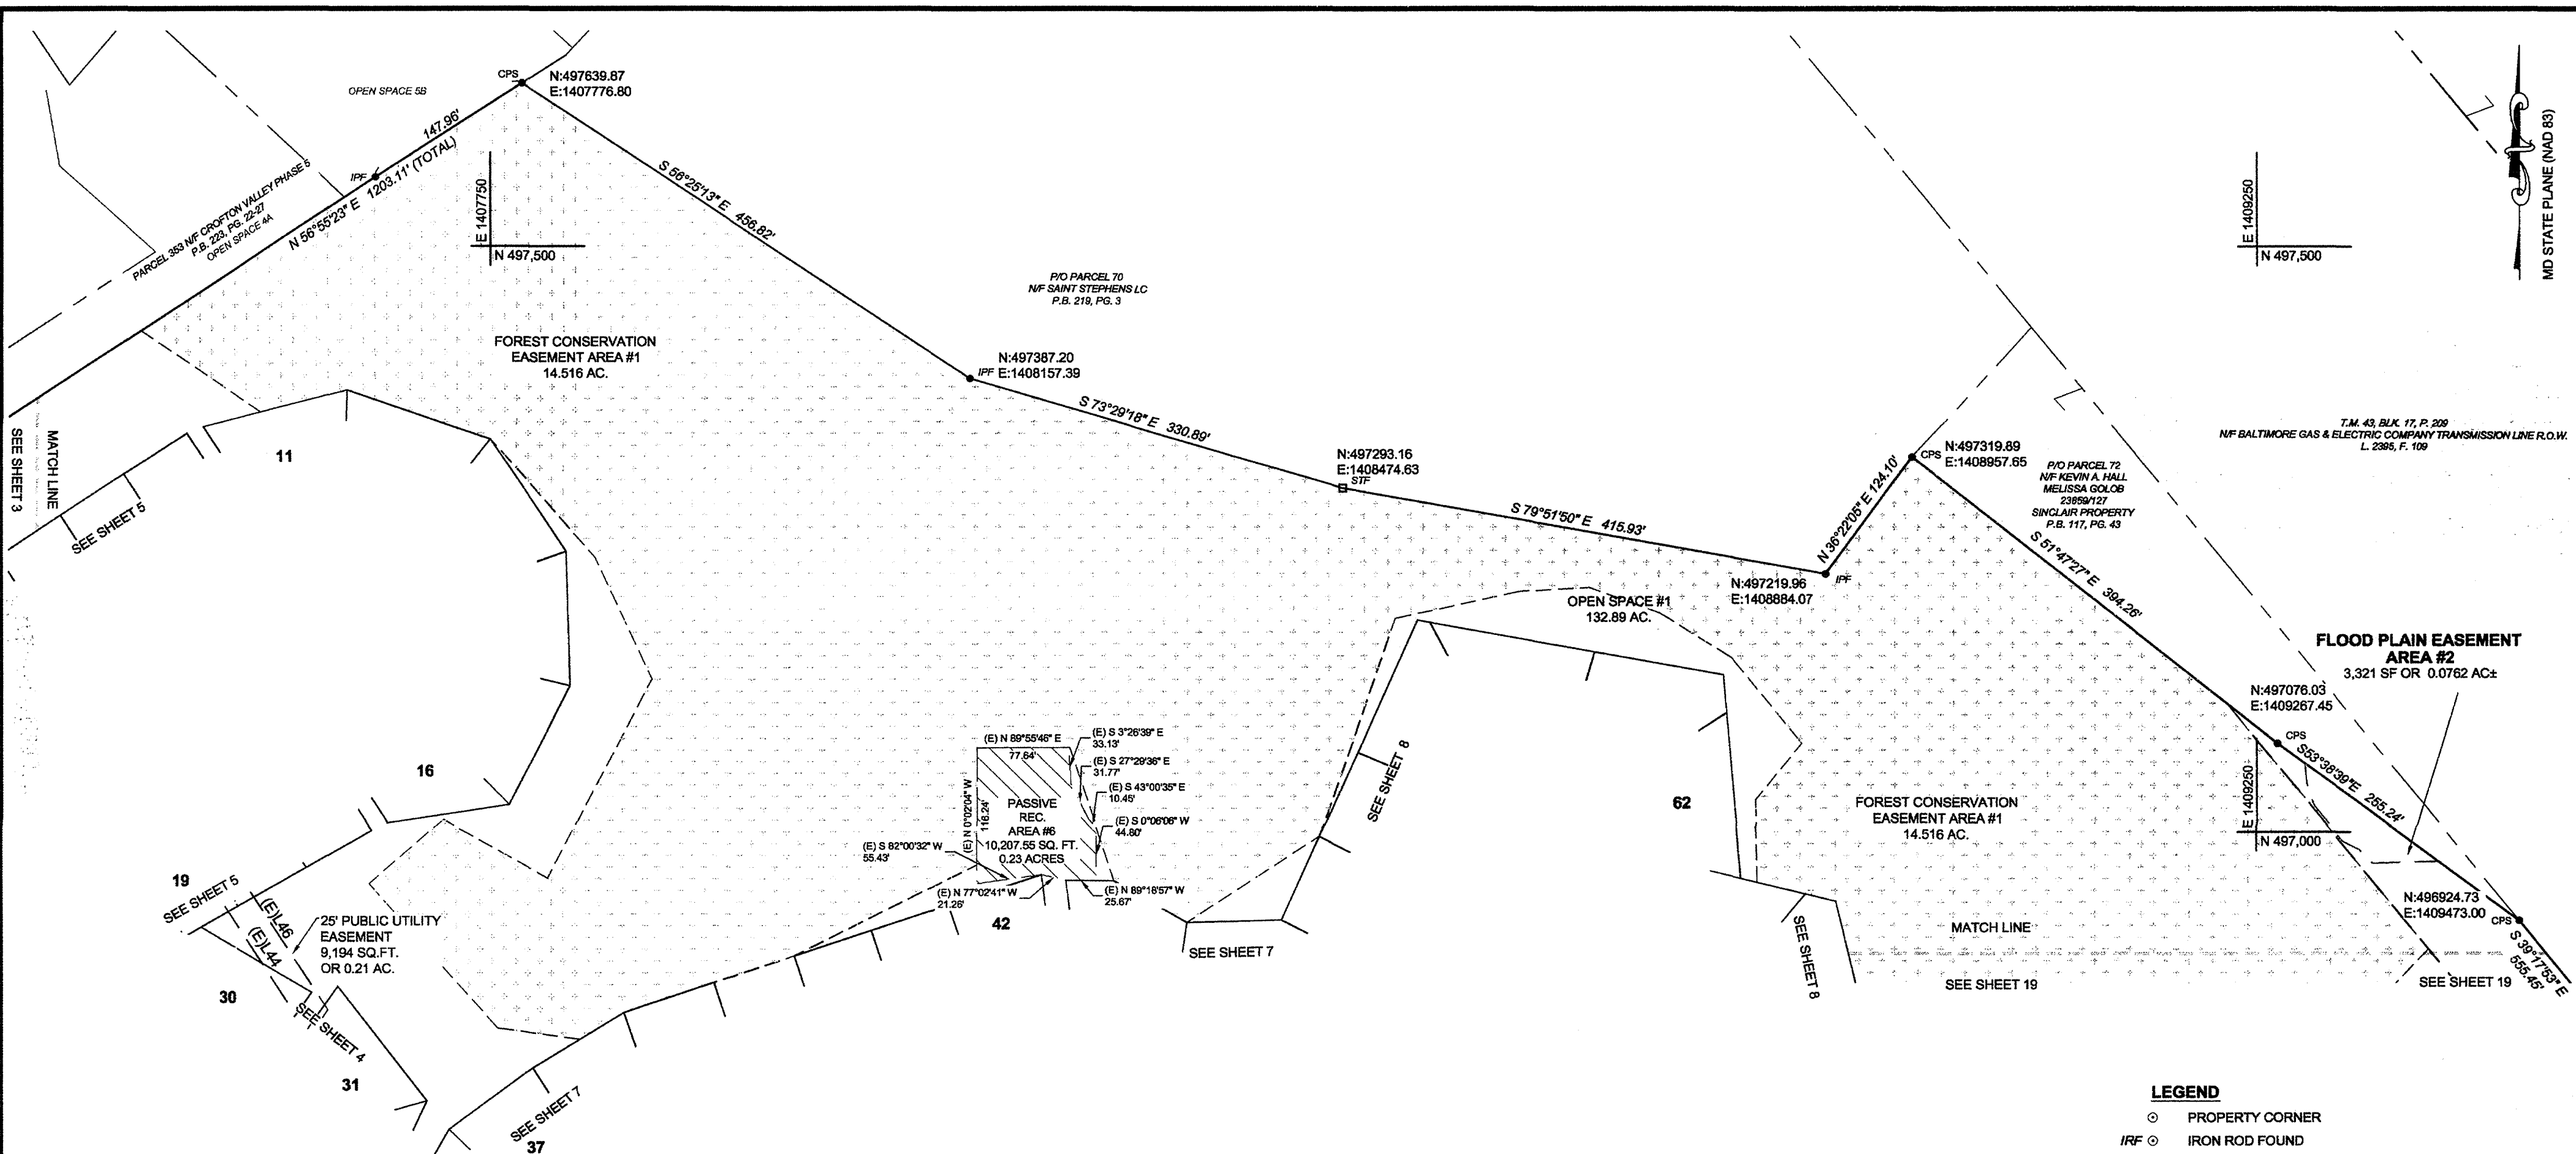 OPEN SPACE 5B
CPS
N:497639.87
E:1407776.80
147.96'
IPF
1203.11' (TOTAL)
N 56°55'23" E
PARCEL 353 N/F CROFTON VALLEY PHASE 5
P.B. 223, PG. 22-27
OPEN SPACE 4A
E 1407750
N 497,500
S 56°25'13" E 456.82'
P/O PARCEL 70
N/F SAINT STEPHENS LC
P.B. 219, PG. 3
E 1409250
N 497,500
MD STATE PLANE (NAD 83)
FOREST CONSERVATION
EASEMENT AREA #1
14.516 AC.
N:497387.20
IPF E:1408157.39
S 73°29'18" E 330.89'
N:497293.16
E:1408474.63
STF
S 79°51'50" E 415.93'
N 36°22'05" E 124.10'
CPS
N:497319.89
E:1408957.65
P/O PARCEL 72
N/F KEVIN A. HALL
MELISSA GOLOB
23659/127
SINCLAIR PROPERTY
P.B. 117, PG. 43
T.M. 43, BLK. 17, P. 209
N/F BALTIMORE GAS & ELECTRIC COMPANY TRANSMISSION LINE R.O.W.
L. 2395, F. 109
N:497219.96
E:1408884.07
IPF
S 51°47'27" E 394.26'
OPEN SPACE #1
132.89 AC.
FLOOD PLAIN EASEMENT
AREA #2
3,321 SF OR 0.0762 AC±
N:497076.03
E:1409267.45
CPS
S53°38'39"E 255.24'
E 1409250
N 497,000
N:496924.73
E:1409473.00
CPS
S 39°17'53" E
555.45'
MATCH LINE
SEE SHEET 3
11
SEE SHEET 5
16
19
SEE SHEET 5
(E)L46
(E)L44
25' PUBLIC UTILITY
EASEMENT
9,194 SQ.FT.
OR 0.21 AC.
30
SEE SHEET 4
31
SEE SHEET 7
37
(E) N 89°55'46" E
77.64'
(E) S 3°26'39" E
33.13'
(E) S 27°29'36" E
31.77'
(E) S 43°00'35" E
10.45'
(E) S 0°06'06" W
44.80'
(E) N 0°02'04" W
118.24'
PASSIVE
REC.
AREA #6
10,207.55 SQ. FT.
0.23 ACRES
(E) S 82°00'32" W
55.43'
(E) N 77°02'41" W
21.26'
(E) N 89°18'57" W
25.67'
42
SEE SHEET 7
SEE SHEET 8
62
SEE SHEET 8
FOREST CONSERVATION
EASEMENT AREA #1
14.516 AC.
MATCH LINE
SEE SHEET 19
SEE SHEET 19
LEGEND
PROPERTY CORNER
IRF IRON ROD FOUND